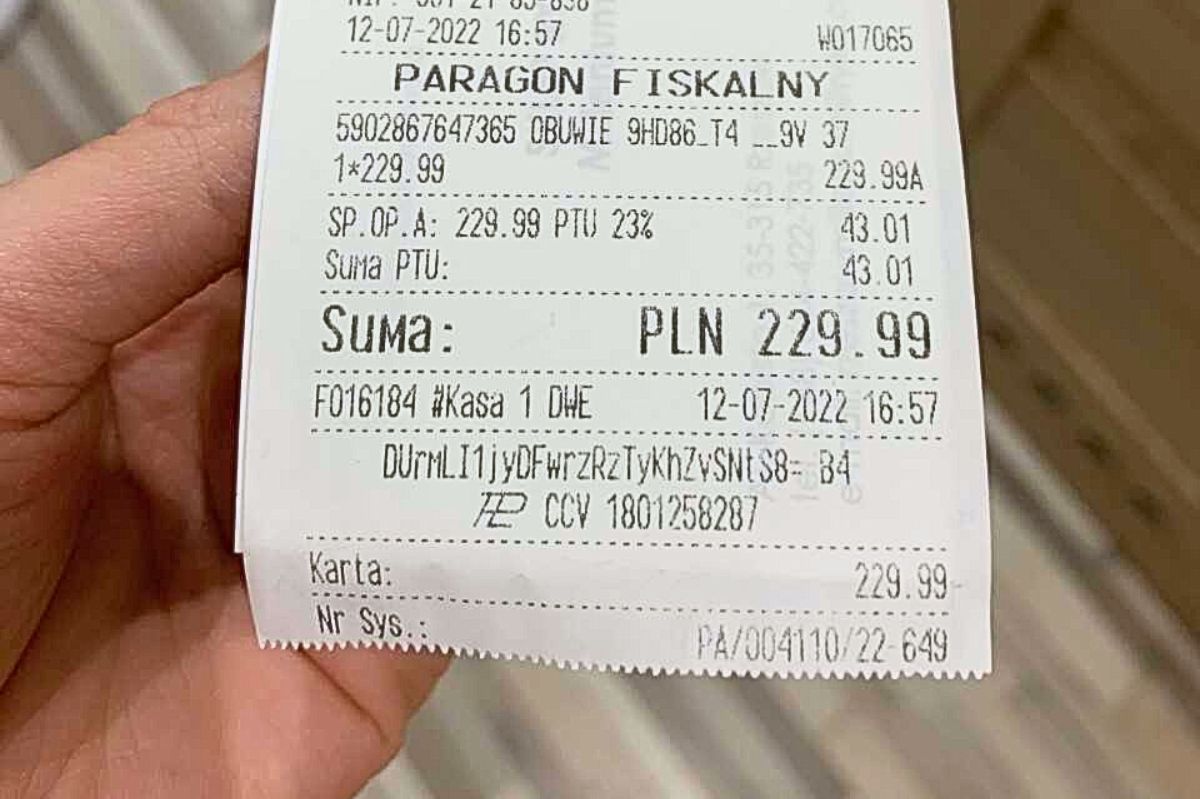 12-07-2022 16:57 W017065
PARAGON FISKALNY
5902867647365 OBUWIE 9HD86_T4 __9V 37
1*229.99 229.99A
SP.OP.A: 229.99 PTU 23% 43.01
Suma PTU: 43.01
Suma: PLN 229.99
F016184 #Kasa 1 DWE 12-07-2022 16:57
DUrmLI1jyDFwrzRzTyKhZvSNtS8= B4
CCV 1801258287
Karta: 229.99
Nr Sys.: PA/004110/22-649